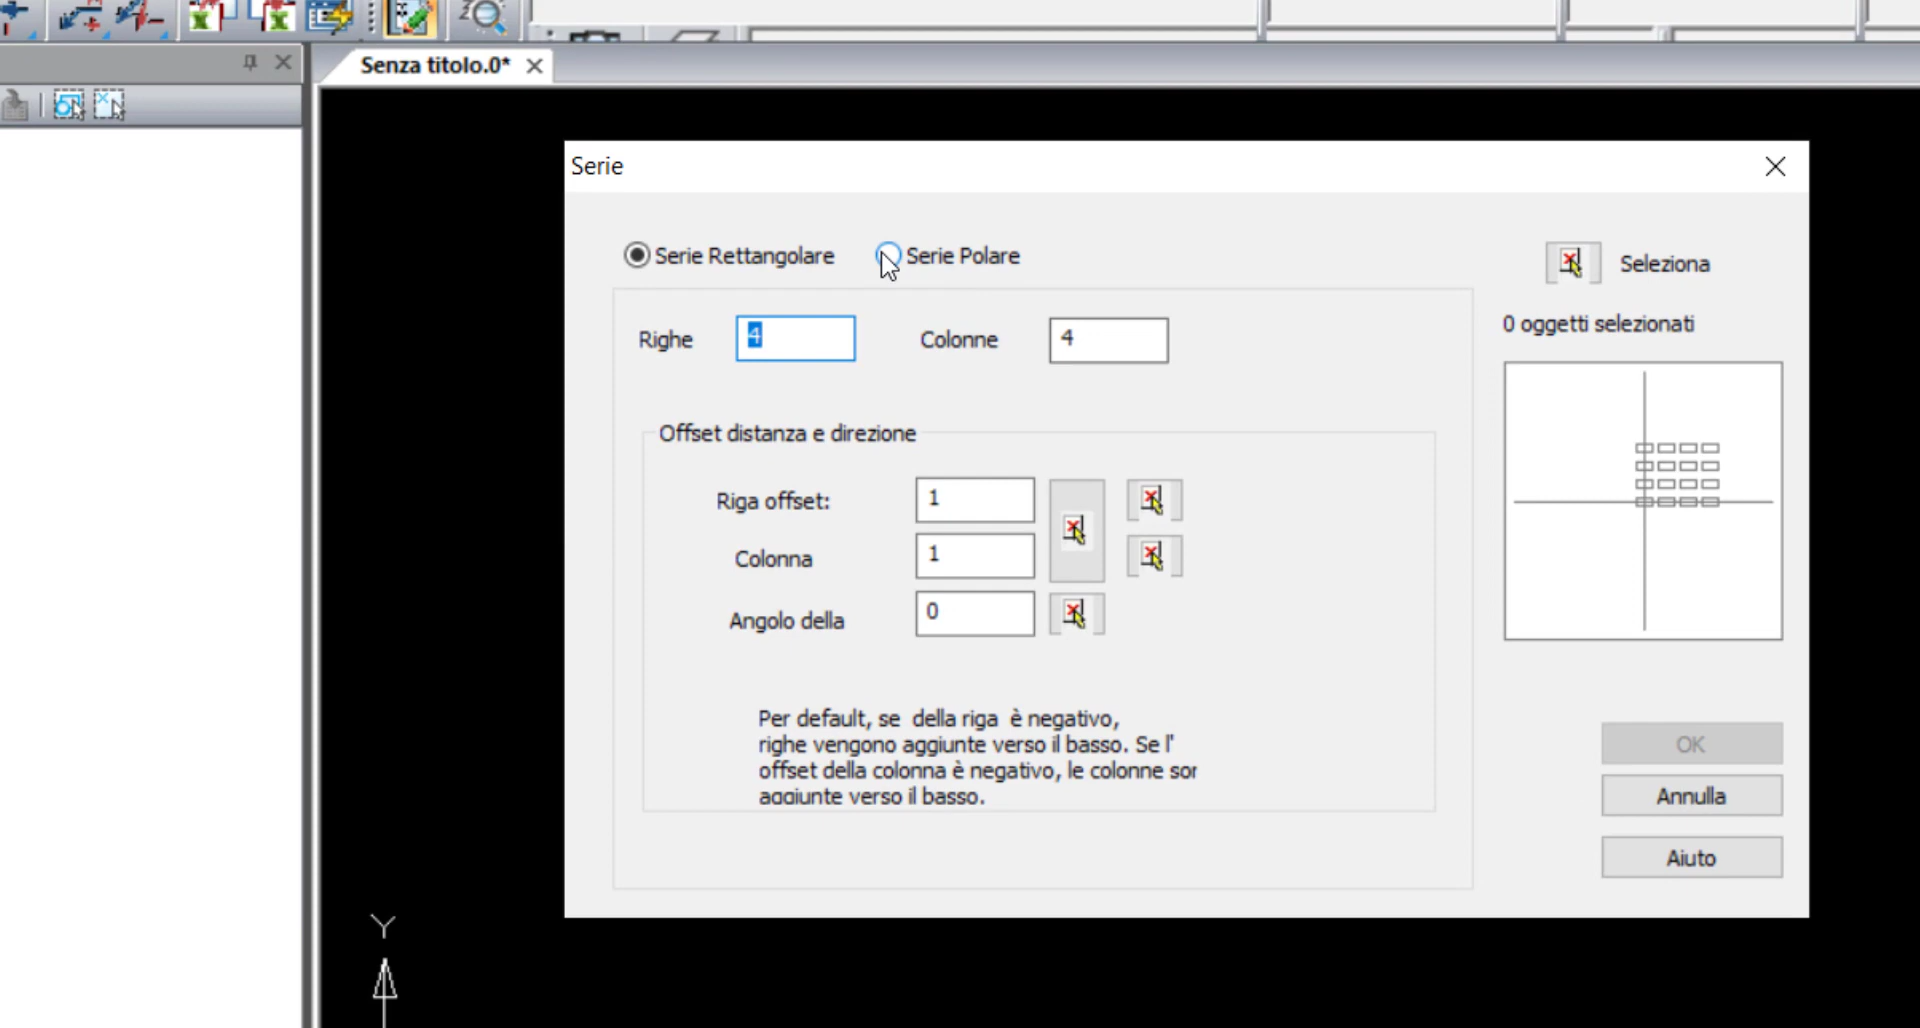 Senza titolo.0*
Serie
Serie Rettangolare
Serie Polare
Seleziona
Righe 4
Colonne 4
0 oggetti selezionati
Offset distanza e direzione
Riga offset: 1
Colonna 1
Angolo della 0
Per default, se della riga è negativo,
righe vengono aggiunte verso il basso. Se l'
offset della colonna è negativo, le colonne sor
aggiunte verso il basso.
OK
Annulla
Aiuto
Y